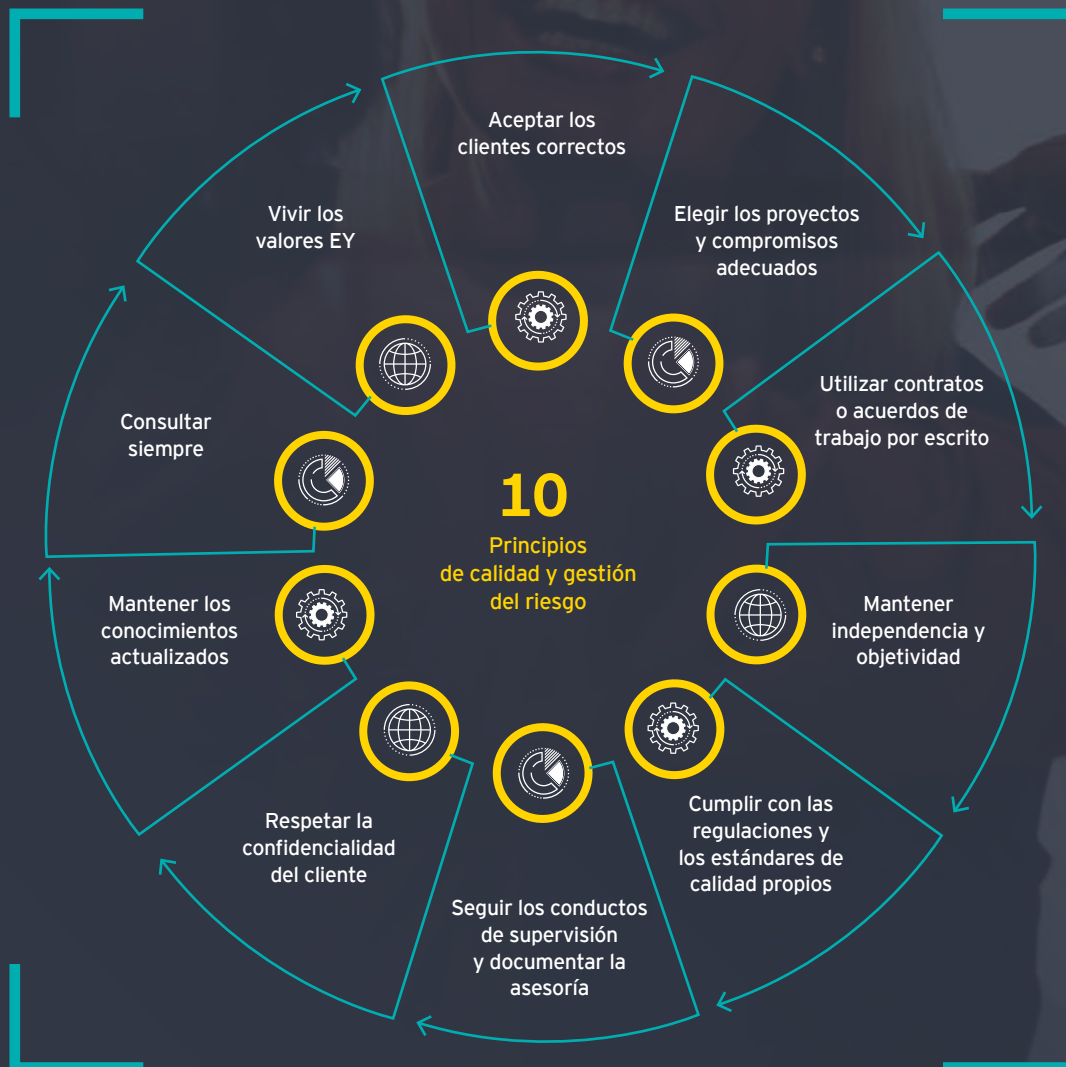 Aceptar los
clientes correctos
Elegir los proyectos
y compromisos
adecuados
Utilizar contratos
o acuerdos de
trabajo por escrito
Mantener
independencia y
objetividad
Cumplir con las
regulaciones y
los estándares de
calidad propios
Seguir los conductos
de supervisión
y documentar la
asesoría
Respetar la
confidencialidad
del cliente
Mantener los
conocimientos
actualizados
Consultar
siempre
Vivir los
valores EY
10
Principios
de calidad y gestión
del riesgo